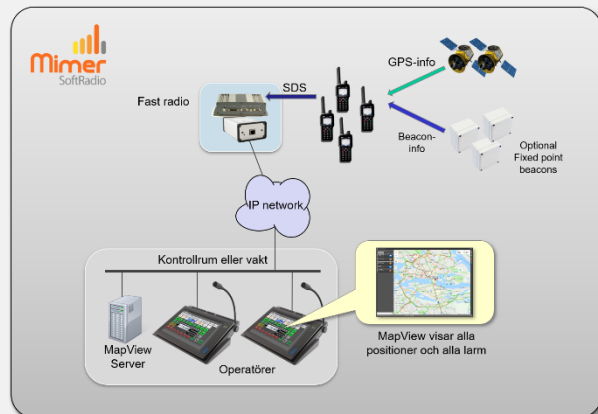 Mimer
SoftRadio
GPS-info
SDS
Fast radio
Beacon-
info
Optional
Fixed point
beacons
IP network
Kontrollrum eller vakt
MapView
Server
Operatörer
MapView visar alla
positioner och alla larm